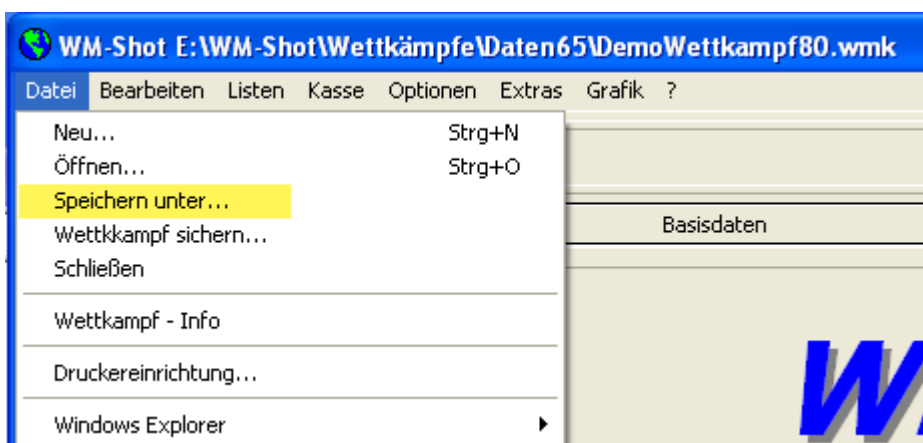 WM-Shot E:\WM-Shot\Wettkämpfe\Daten65\DemoWettkampf80.wmk
Datei Bearbeiten Listen Kasse Optionen Extras Grafik ?
Neu... Strg+N
Öffnen... Strg+O
Speichern unter...
Wettkkampf sichern...
Basisdaten
Schließen
Wettkampf - Info
Druckereinrichtung...
Windows Explorer